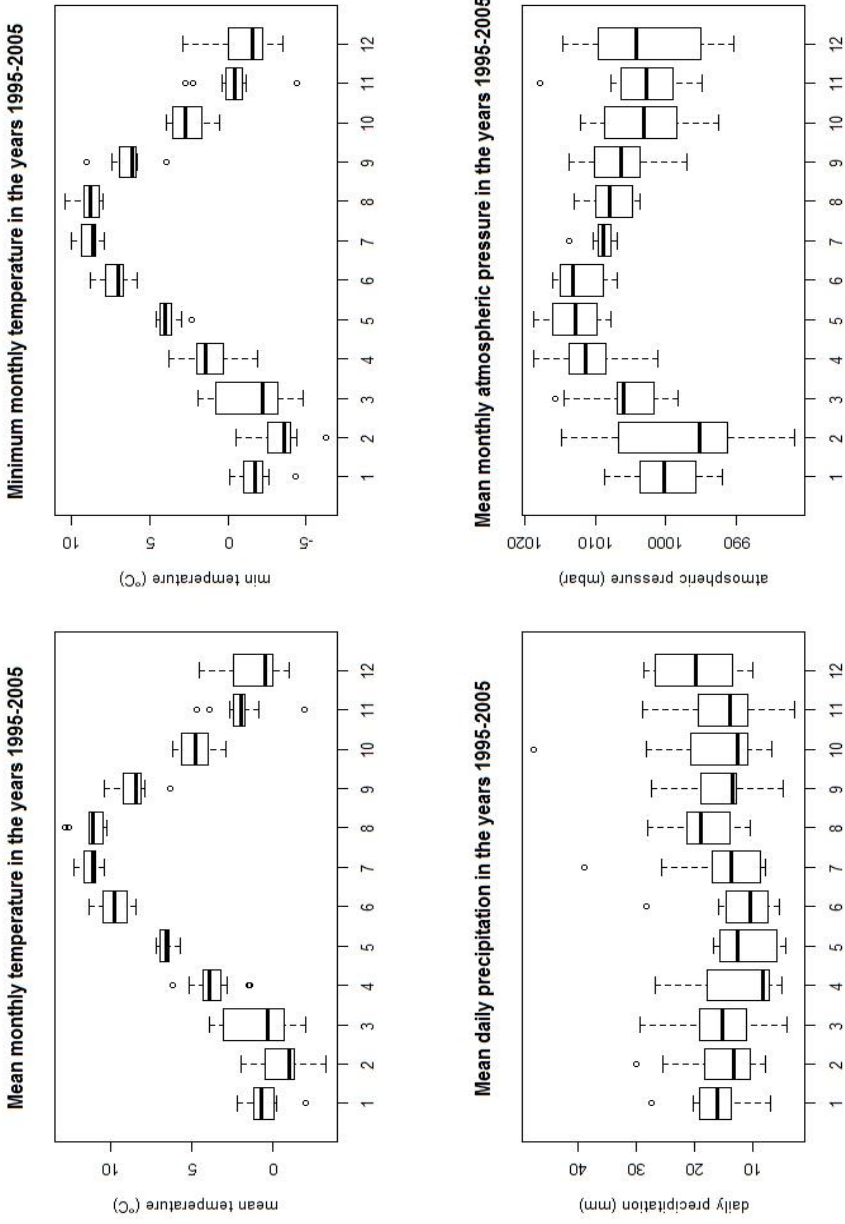 Mean monthly temperature in the years 1995-2005
mean temperature (°C)
0 5 10
1 2 3 4 5 6 7 8 9 10 11 12
Minimum monthly temperature in the years 1995-2005
min temperature (°C)
-5 0 5 10
1 2 3 4 5 6 7 8 9 10 11 12
Mean daily precipitation in the years 1995-2005
daily precipitation (mm)
10 20 30 40
1 2 3 4 5 6 7 8 9 10 11 12
Mean monthly atmospheric pressure in the years 1995-2005
atmospheric pressure (mbar)
990 1000 1010 1020
1 2 3 4 5 6 7 8 9 10 11 12